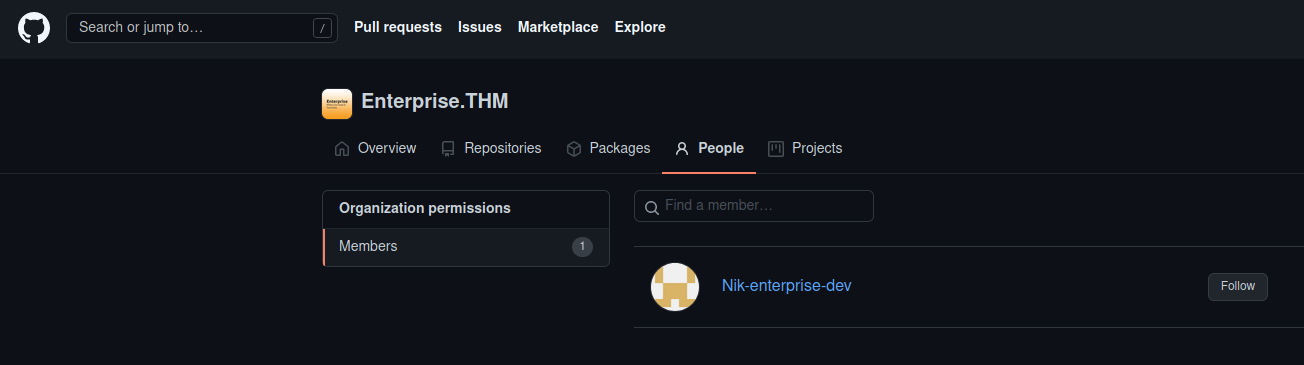 Search or jump to... / Pull requests Issues Marketplace Explore
Enterprise.THM
Overview Repositories Packages People Projects
Organization permissions
Members 1
Find a member...
Nik-enterprise-dev Follow